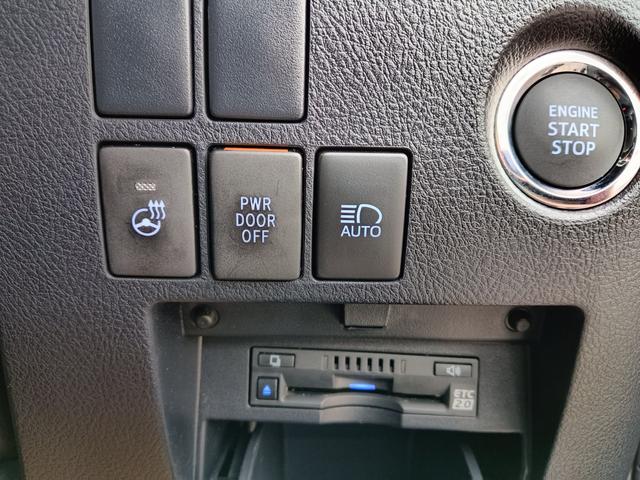 ENGINE
START
STOP
PWR
DOOR
OFF
AUTO
ETC
2.0